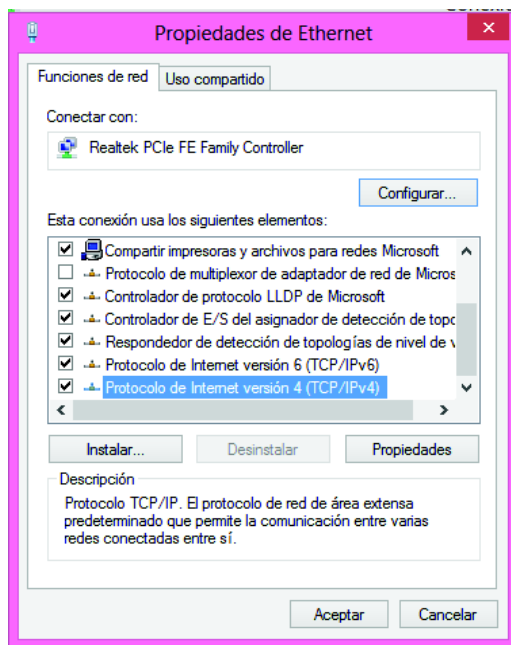 Propiedades de Ethernet
Funciones de red
Uso compartido
Conectar con:
Realtek PCIe FE Family Controller
Configurar...
Esta conexión usa los siguientes elementos:
Compartir impresoras y archivos para redes Microsoft
Protocolo de multiplexor de adaptador de red de Micros
Controlador de protocolo LLDP de Microsoft
Controlador de E/S del asignador de detección de topo
Respondedor de detección de topologías de nivel de v
Protocolo de Internet versión 6 (TCP/IPv6)
Protocolo de Internet versión 4 (TCP/IPv4)
Instalar...
Desinstalar
Propiedades
Descripción
Protocolo TCP/IP. El protocolo de red de área extensa
predeterminado que permite la comunicación entre varias
redes conectadas entre sí.
Aceptar
Cancelar